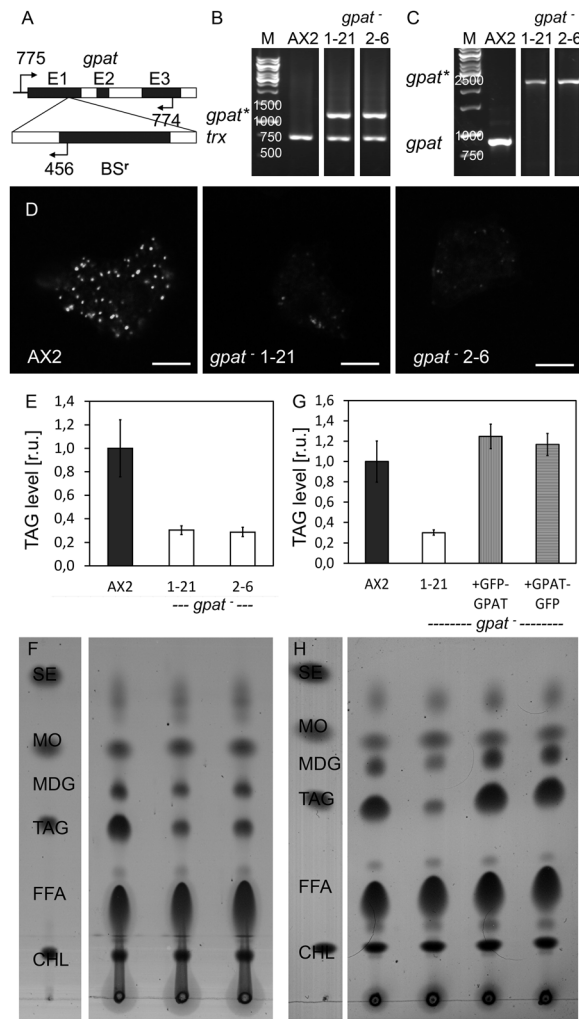 A
775
gpat
E1 E2 E3
774
trx
456
BSr
B
gpat -
M AX2 1-21 2-6
gpat*
1500
1000
750
500
C
gpat -
M AX2 1-21 2-6
gpat*
2500
gpat
1000
750
D
AX2
gpat - 1-21
gpat - 2-6
E
TAG level [r.u.]
1,4
1,2
1,0
0,8
0,6
0,4
0,2
0,0
AX2 1-21 2-6
--- gpat - ---
G
TAG level [r.u.]
1,6
1,4
1,2
1,0
0,8
0,6
0,4
0,2
0,0
AX2 1-21 +GFP-GPAT +GPAT-GFP
-------- gpat - --------
F
SE
MO
MDG
TAG
FFA
CHL
H
SE
MO
MDG
TAG
FFA
CHL